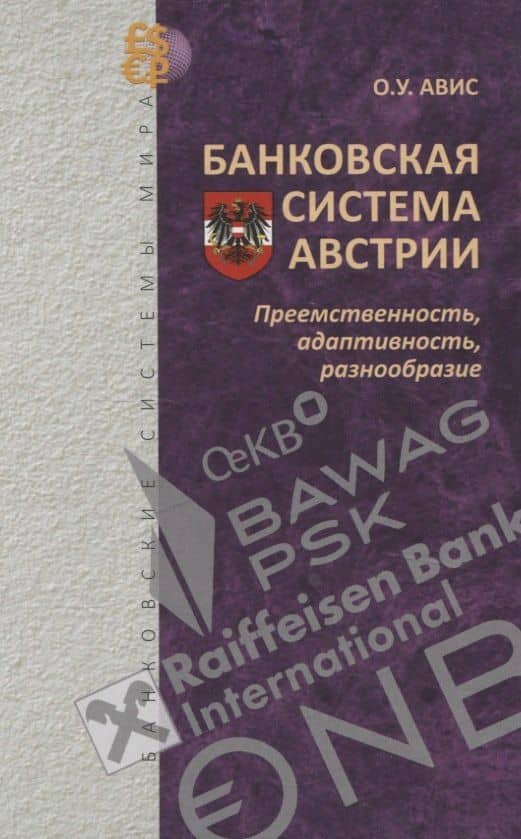 О.У. АВИС
БАНКОВСКАЯ
СИСТЕМА
АВСТРИИ
Преемственность,
адаптивность,
разнообразие
БАНКОВСКИЕ СИСТЕМЫ МИРА
OeKB
BAWAG
PSK
Raiffeisen Bank
International
ONB